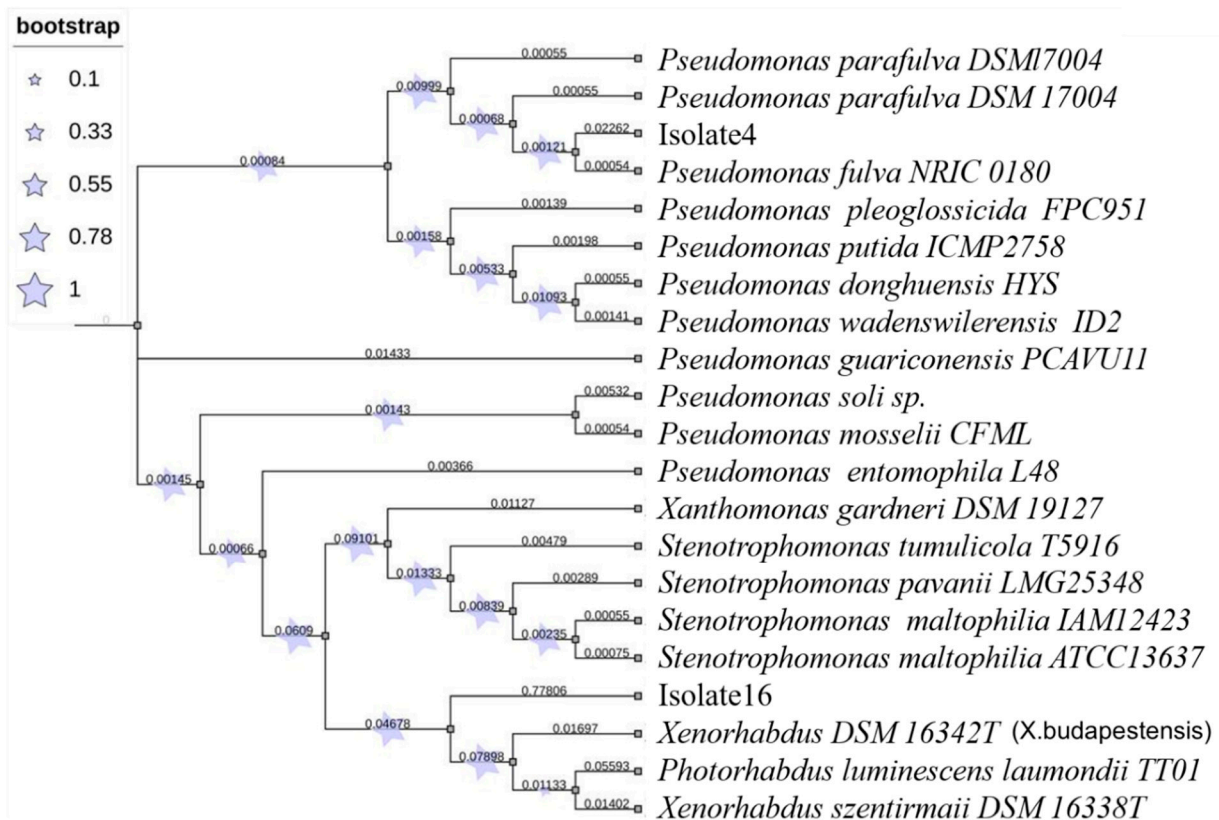 bootstrap
0.1
0.33
0.55
0.78
1
0
0.00055
Pseudomonas parafulva DSMl7004
0.00999
0.00055
Pseudomonas parafulva DSM 17004
0.00068
0.02262
Isolate4
0.00121
0.00084
0.00054
Pseudomonas fulva NRIC 0180
0.00139
Pseudomonas pleoglossicida FPC951
0.00158
0.00198
Pseudomonas putida ICMP2758
0.00533
0.00055
Pseudomonas donghuensis HYS
0.01093
0.00141
Pseudomonas wadenswilerensis ID2
0.01433
Pseudomonas guariconensis PCAVU11
0.00532
Pseudomonas soli sp.
0.00143
0.00054
Pseudomonas mosselii CFML
0.00145
0.00366
Pseudomonas entomophila L48
0.00066
0.01127
Xanthomonas gardneri DSM 19127
0.09101
0.00479
Stenotrophomonas tumulicola T5916
0.01333
0.00289
Stenotrophomonas pavanii LMG25348
0.00839
0.00055
Stenotrophomonas maltophilia IAM12423
0.0609
0.00235
0.00075
Stenotrophomonas maltophilia ATCC13637
0.77806
Isolate16
0.04678
0.01697
Xenorhabdus DSM 16342T (X.budapestensis)
0.07898
0.05593
Photorhabdus luminescens laumondii TT01
0.01133
0.01402
Xenorhabdus szentirmaii DSM 16338T